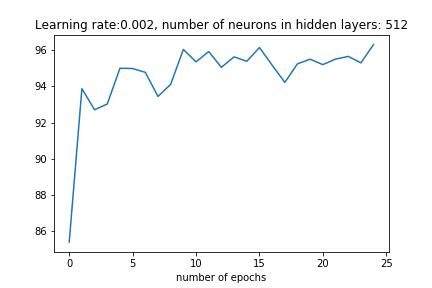 Learning rate:0.002, number of neurons in hidden layers: 512
96
94
92
90
88
86
0 5 10 15 20 25
number of epochs